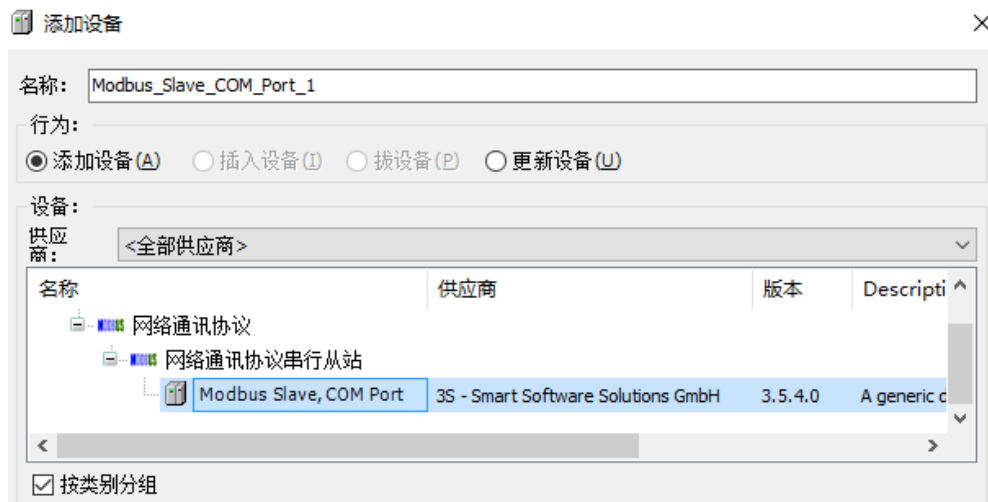 添加设备
名称: Modbus_Slave_COM_Port_1
行为:
添加设备(A) 插入设备(I) 拔设备(P) 更新设备(U)
设备:
供应商: <全部供应商>
名称 供应商 版本 Descripti
MODBUS 网络通讯协议
MODBUS 网络通讯协议串行从站
Modbus Slave, COM Port 3S - Smart Software Solutions GmbH 3.5.4.0 A generic d
按类别分组